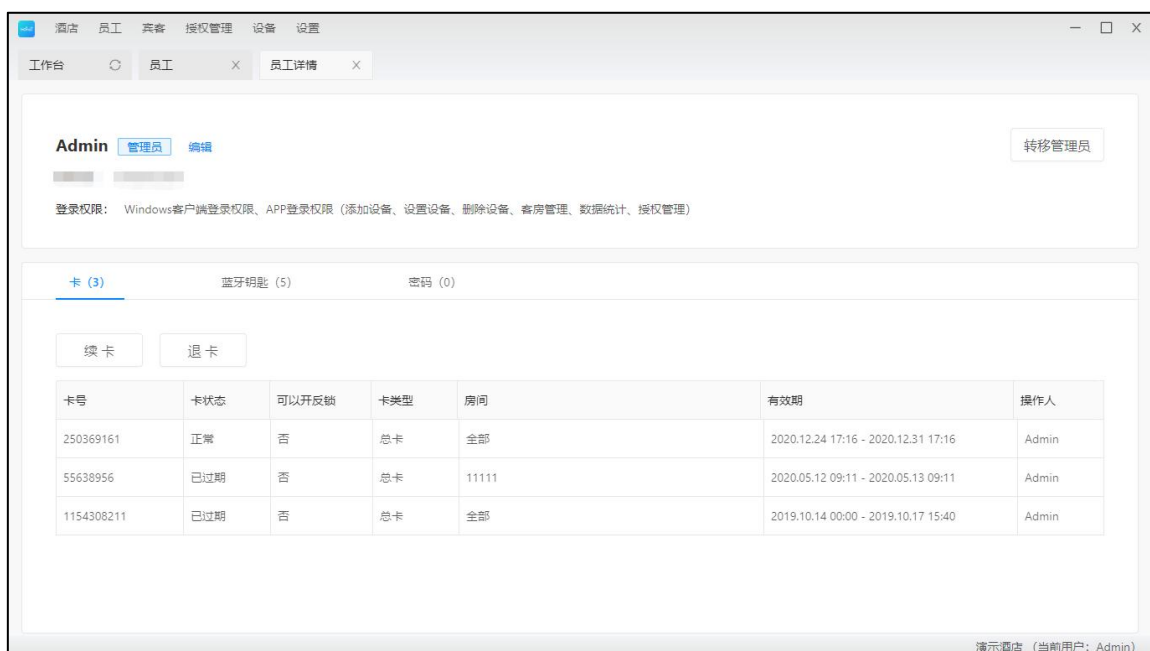 酒店 员工 宾客 授权管理 设备 设置
工作台 员工 员工详情
Admin 管理员 编辑 转移管理员
登录权限： Windows客户端登录权限、APP登录权限（添加设备、设置设备、删除设备、客房管理、数据统计、授权管理）
卡（3） 蓝牙钥匙（5） 密码（0）
续卡 退卡
卡号 卡状态 可以开反锁 卡类型 房间 有效期 操作人
250369161 正常 否 总卡 全部 2020.12.24 17:16 - 2020.12.31 17:16 Admin
55638956 已过期 否 总卡 11111 2020.05.12 09:11 - 2020.05.13 09:11 Admin
1154308211 已过期 否 总卡 全部 2019.10.14 00:00 - 2019.10.17 15:40 Admin
演示酒店 （当前用户：Admin）